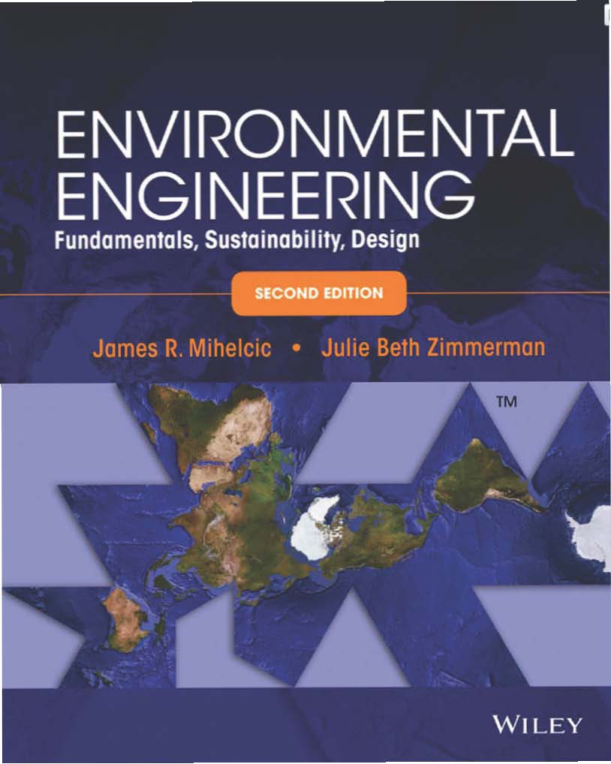 ENVIRONMENTAL
ENGINEERING
Fundamentals, Sustainability, Design
SECOND EDITION
James R. Mihelcic • Julie Beth Zimmerman
TM
WILEY